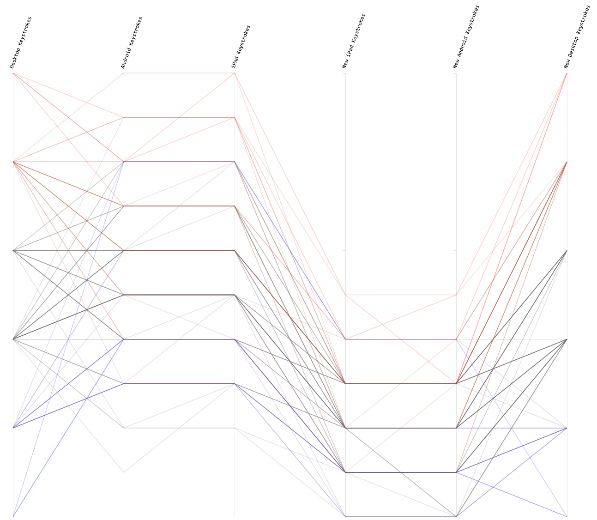 Desktop Keystrokes
Android Keystrokes
iPad Keystrokes
New iPad Keystrokes
New Android Keystrokes
New Desktop Keystrokes